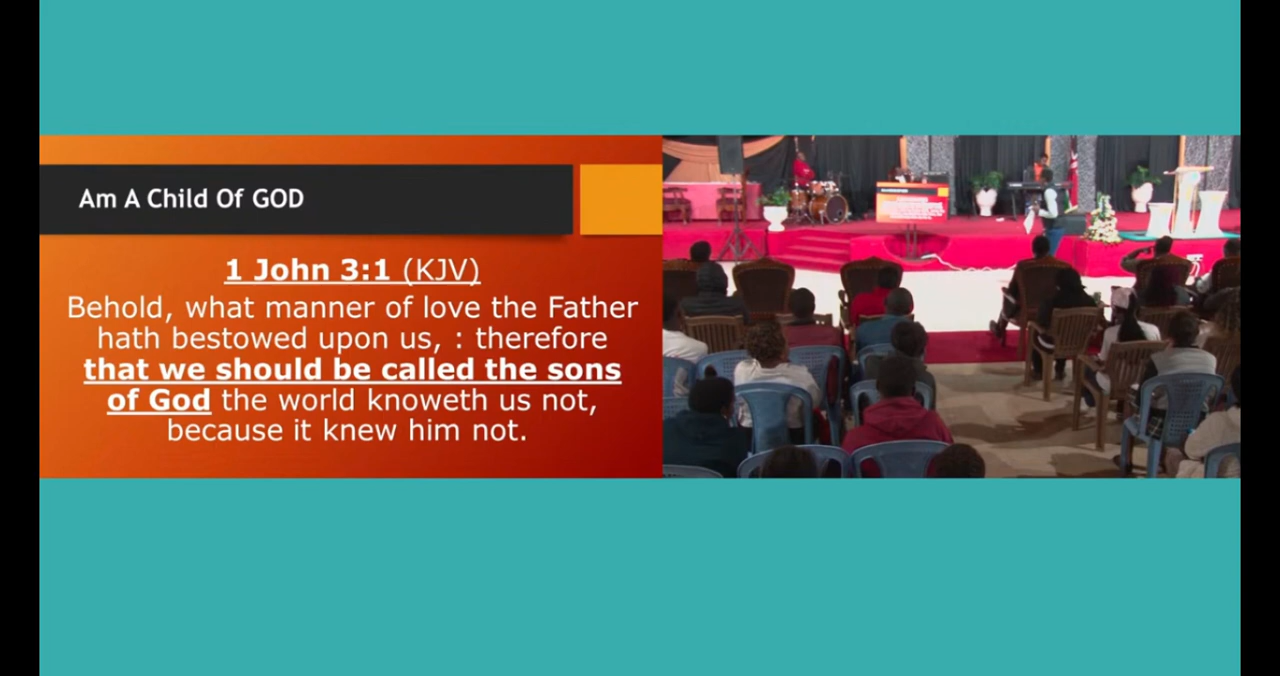 Am A Child Of GOD
1 John 3:1 (KJV)
Behold, what manner of love the Father
hath bestowed upon us, : therefore
that we should be called the sons
of God the world knoweth us not,
because it knew him not.